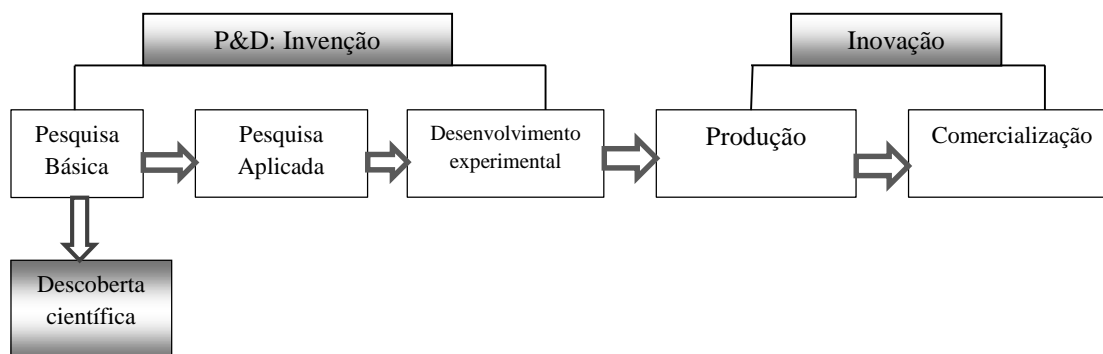 P&D: Invenção
Inovação
Pesquisa
Básica
Pesquisa
Aplicada
Desenvolvimento
experimental
Produção
Comercialização
Descoberta
científica